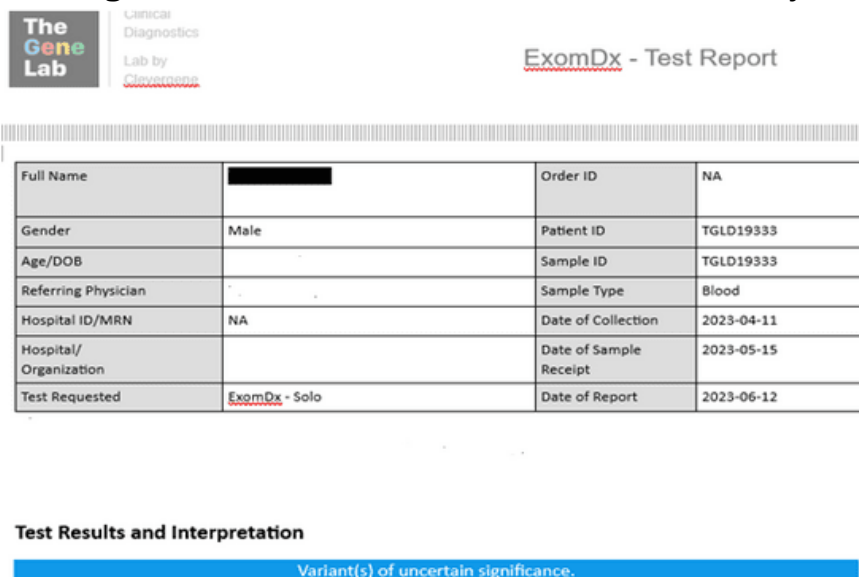 The
Gene
Lab
Clinical
Diagnostics
Lab by
Clevergene
ExomDx - Test Report
Full Name Order ID NA
Gender Male Patient ID TGLD19333
Age/DOB Sample ID TGLD19333
Referring Physician Sample Type Blood
Hospital ID/MRN NA Date of Collection 2023-04-11
Hospital/
Organization Date of Sample
Receipt 2023-05-15
Test Requested ExomDx - Solo Date of Report 2023-06-12
Test Results and Interpretation
Variant(s) of uncertain significance.